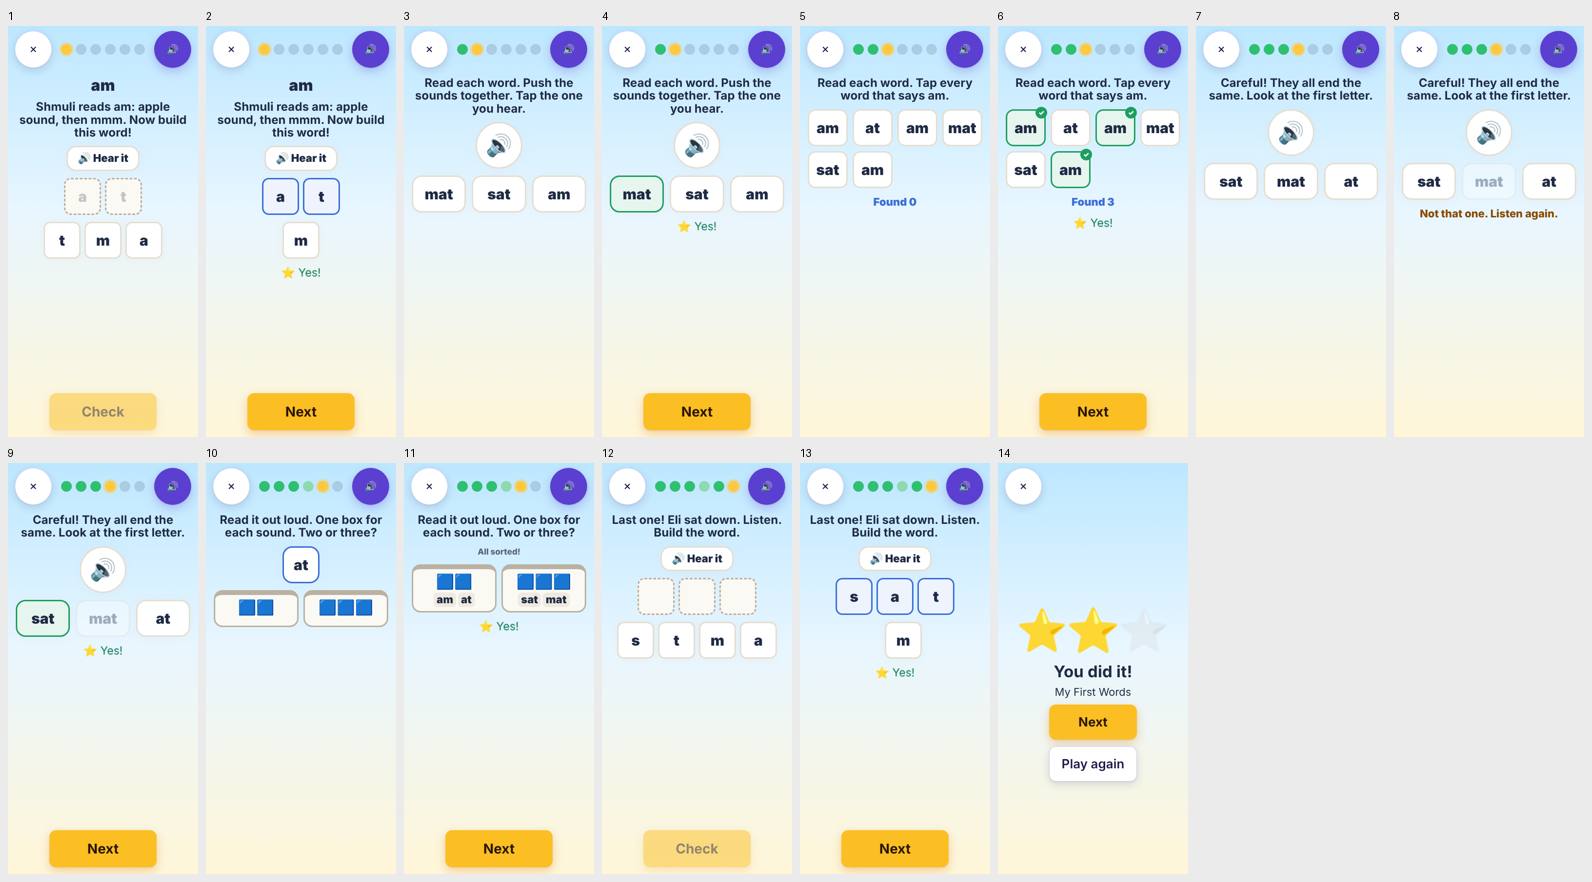 1
2
3
4
5
6
7
8
am
Shmuli reads am: apple
sound, then mmm. Now build
this word!
🔊 Hear it
a t
t m a
Check
am
Shmuli reads am: apple
sound, then mmm. Now build
this word!
🔊 Hear it
a t
m
⭐ Yes!
Next
Read each word. Push the
sounds together. Tap the one
you hear.
mat sat am
Read each word. Push the
sounds together. Tap the one
you hear.
mat sat am
⭐ Yes!
Next
Read each word. Tap every
word that says am.
am at am mat
sat am
Found 0
Read each word. Tap every
word that says am.
am at am mat
sat am
Found 3
⭐ Yes!
Next
Careful! They all end the
same. Look at the first letter.
sat mat at
Careful! They all end the
same. Look at the first letter.
sat mat at
Not that one. Listen again.
9
10
11
12
13
14
Careful! They all end the
same. Look at the first letter.
sat mat at
⭐ Yes!
Next
Read it out loud. One box for
each sound. Two or three?
at
Read it out loud. One box for
each sound. Two or three?
All sorted!
am at sat mat
⭐ Yes!
Next
Last one! Eli sat down. Listen.
Build the word.
🔊 Hear it
s t m a
Check
Last one! Eli sat down. Listen.
Build the word.
🔊 Hear it
s a t
m
⭐ Yes!
Next
You did it!
My First Words
Next
Play again